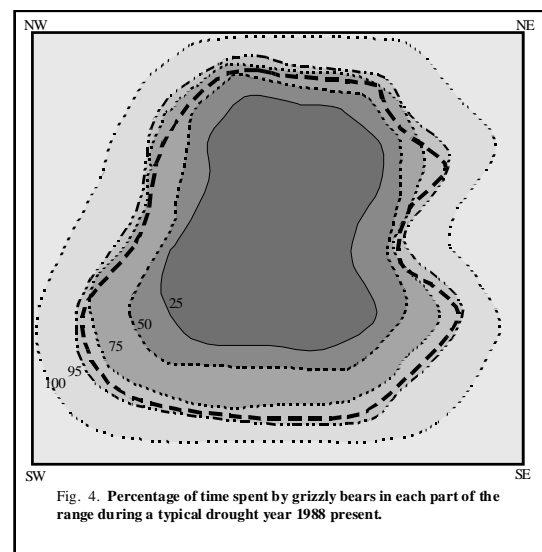 NW NE
25
50
75
95
100
SW SE
Fig. 4. Percentage of time spent by grizzly bears in each part of the
range during a typical drought year 1988 present.